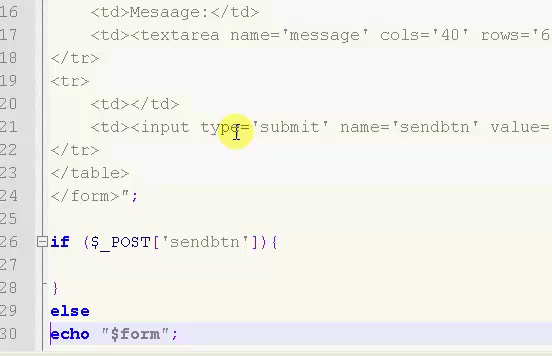 16 <td>Mesaage:</td>
17 <td><textarea name='message' cols='40' rows='6
18 </tr>
19 <tr>
20 <td></td>
21 <td><input type='submit' name='sendbtn' value=
22 </tr>
23 </table>
24 </form>";
25
26 if ($_POST['sendbtn']){
27
28 }
29 else
30 echo "$form";